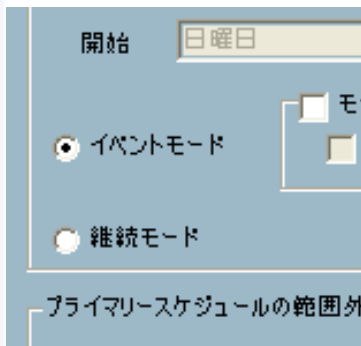 開始 日曜日
モ
イベントモード
継続モード
プライマリースケジュールの範囲外